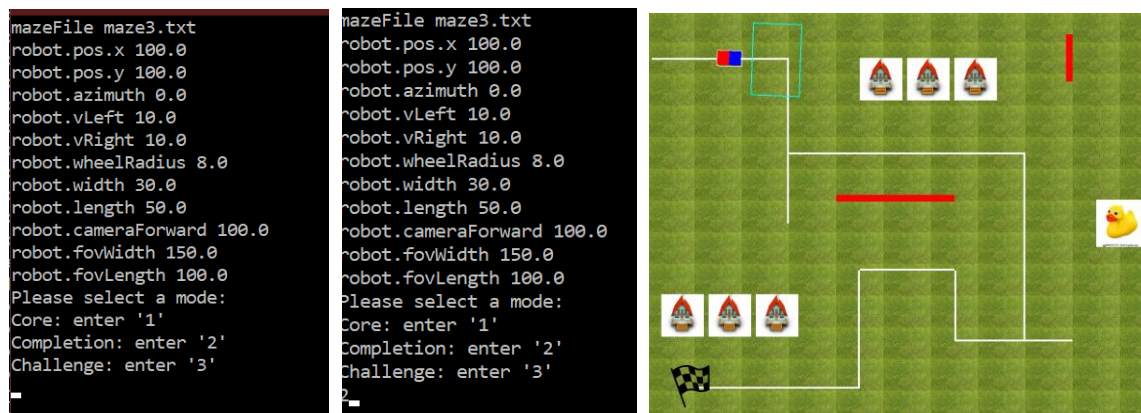 mazeFile maze3.txt
robot.pos.x 100.0
robot.pos.y 100.0
robot.azimuth 0.0
robot.vLeft 10.0
robot.vRight 10.0
robot.wheelRadius 8.0
robot.width 30.0
robot.length 50.0
robot.cameraForward 100.0
robot.fovWidth 150.0
robot.fovLength 100.0
Please select a mode:
Core: enter '1'
Completion: enter '2'
Challenge: enter '3'
mazeFile maze3.txt
robot.pos.x 100.0
robot.pos.y 100.0
robot.azimuth 0.0
robot.vLeft 10.0
robot.vRight 10.0
robot.wheelRadius 8.0
robot.width 30.0
robot.length 50.0
robot.cameraForward 100.0
robot.fovWidth 150.0
robot.fovLength 100.0
Please select a mode:
Core: enter '1'
Completion: enter '2'
Challenge: enter '3'
2